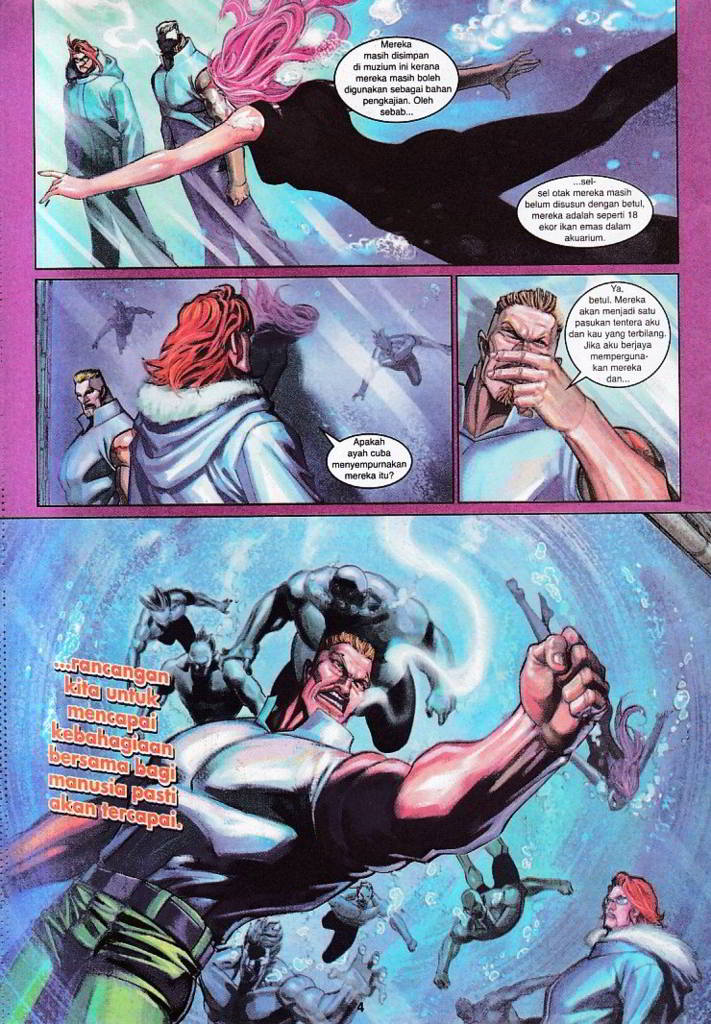 Mereka
masih disimpan
di muzium ini kerana
mereka masih boleh
digunakan sebagai bahan
pengkajian. Oleh
sebab...
...sel-
sel otak mereka masih
belum disusun dengan betul,
mereka adalah seperti 18
ekor ikan emas dalam
akuarium.
Apakah
ayah cuba
menyempurnakan
mereka itu?
Ya,
betul. Mereka
akan menjadi satu
pasukan tentera aku
dan kau yang terbilang.
Jika aku berjaya
memperguna-
kan mereka
dan...
...rancangan
kita untuk
mencapai
kebahagiaan
bersama bagi
manusia pasti
akan tercapai.
4